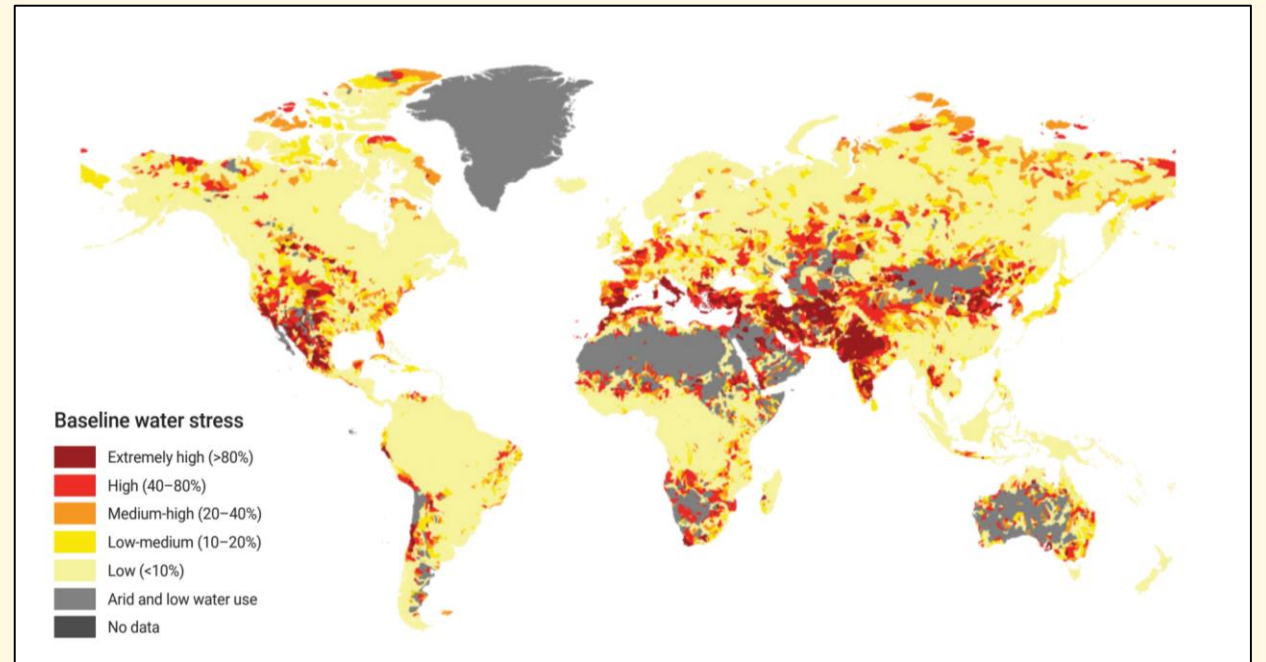 Baseline water stress
Extremely high (>80%)
High (40–80%)
Medium-high (20–40%)
Low-medium (10–20%)
Low (<10%)
Arid and low water use
No data